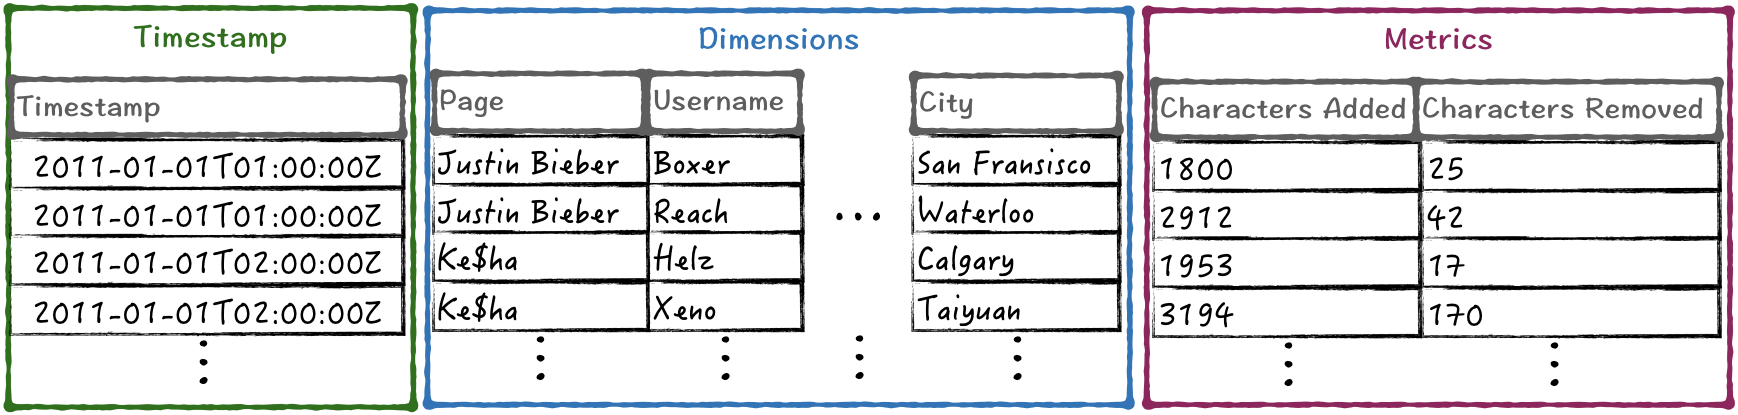 Timestamp Dimensions Metrics
Timestamp Page Username City Characters Added Characters Removed
2011-01-01T01:00:00Z Justin Bieber Boxer San Fransisco 1800 25
2011-01-01T01:00:00Z Justin Bieber Reach ... Waterloo 2912 42
2011-01-01T02:00:00Z Ke$ha Helz Calgary 1953 17
2011-01-01T02:00:00Z Ke$ha Xeno Taiyuan 3194 170